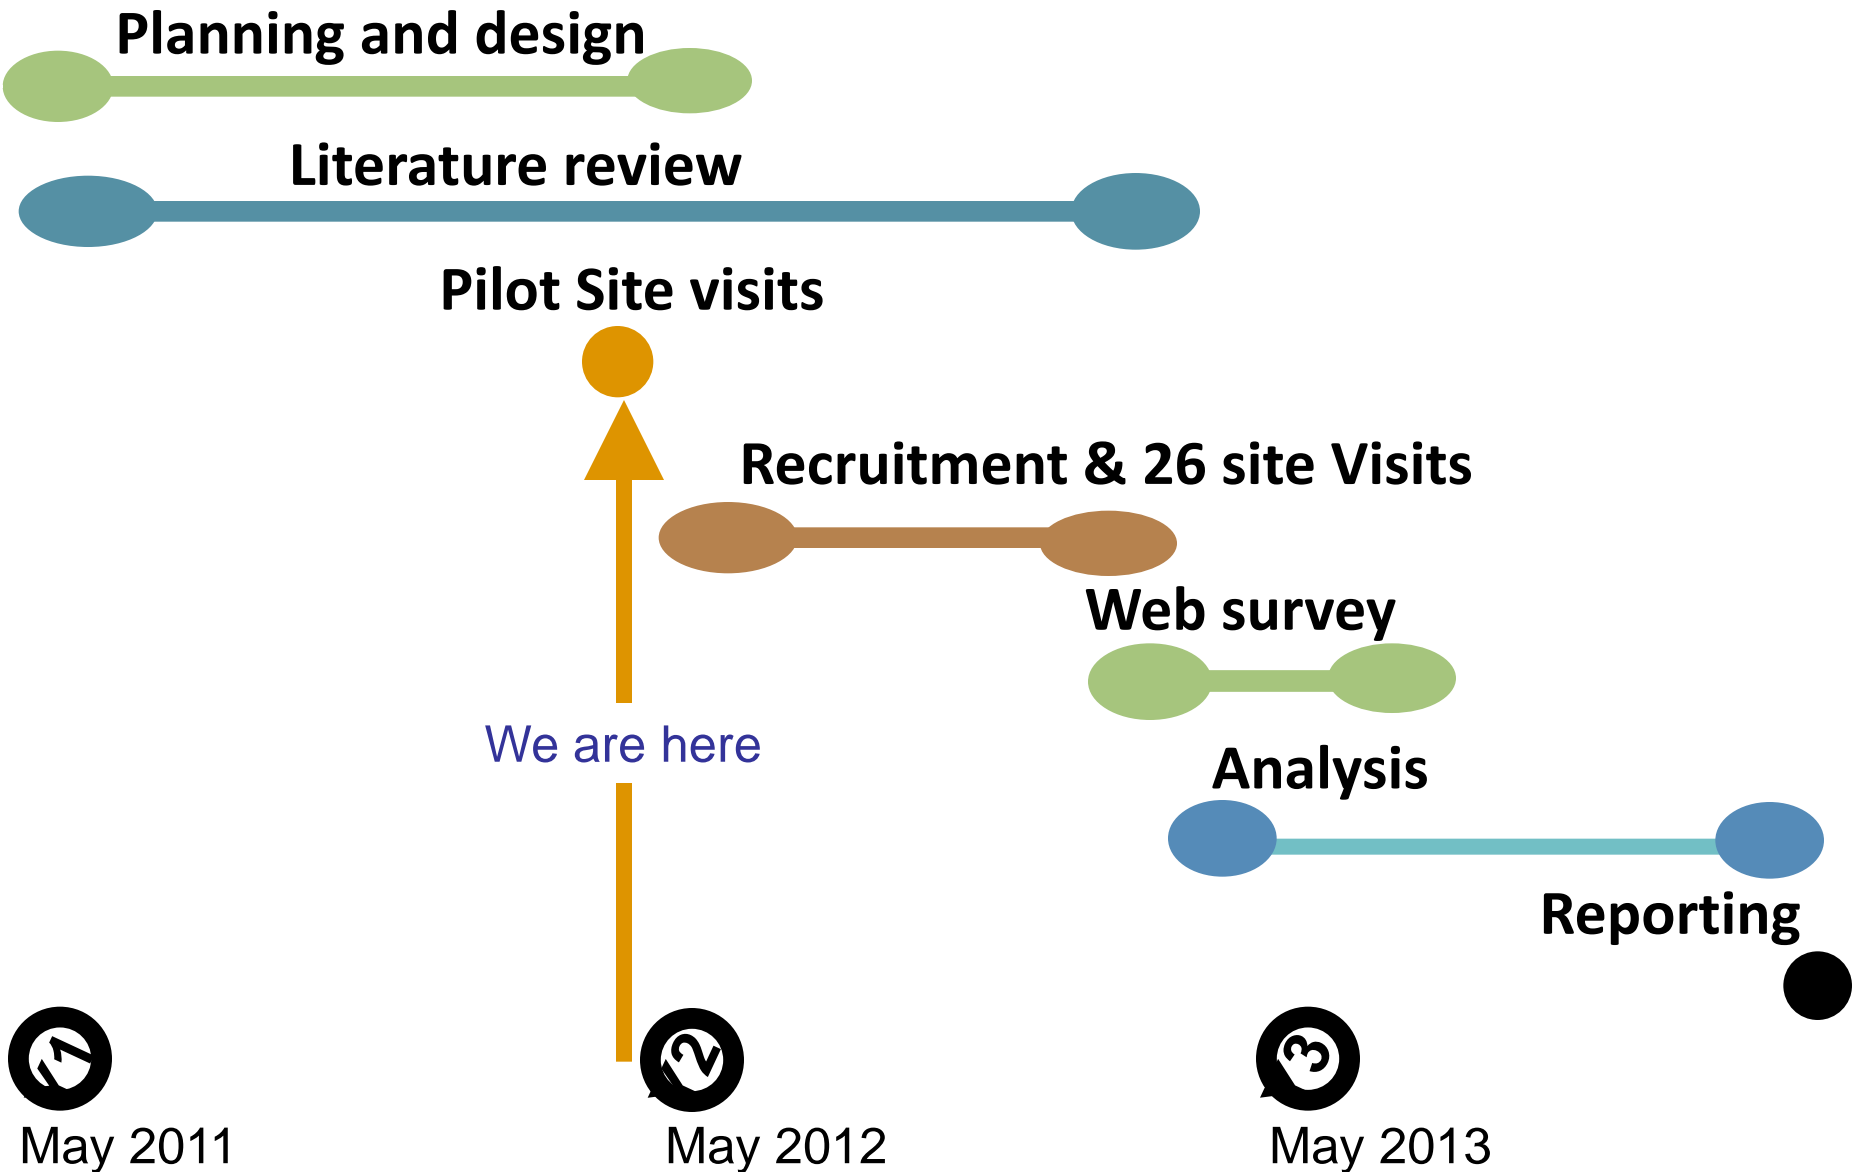 Planning and design
Literature review
Pilot Site visits
Recruitment & 26 site Visits
Web survey
We are here
Analysis
Reporting
1
2
3
May 2011
May 2012
May 2013